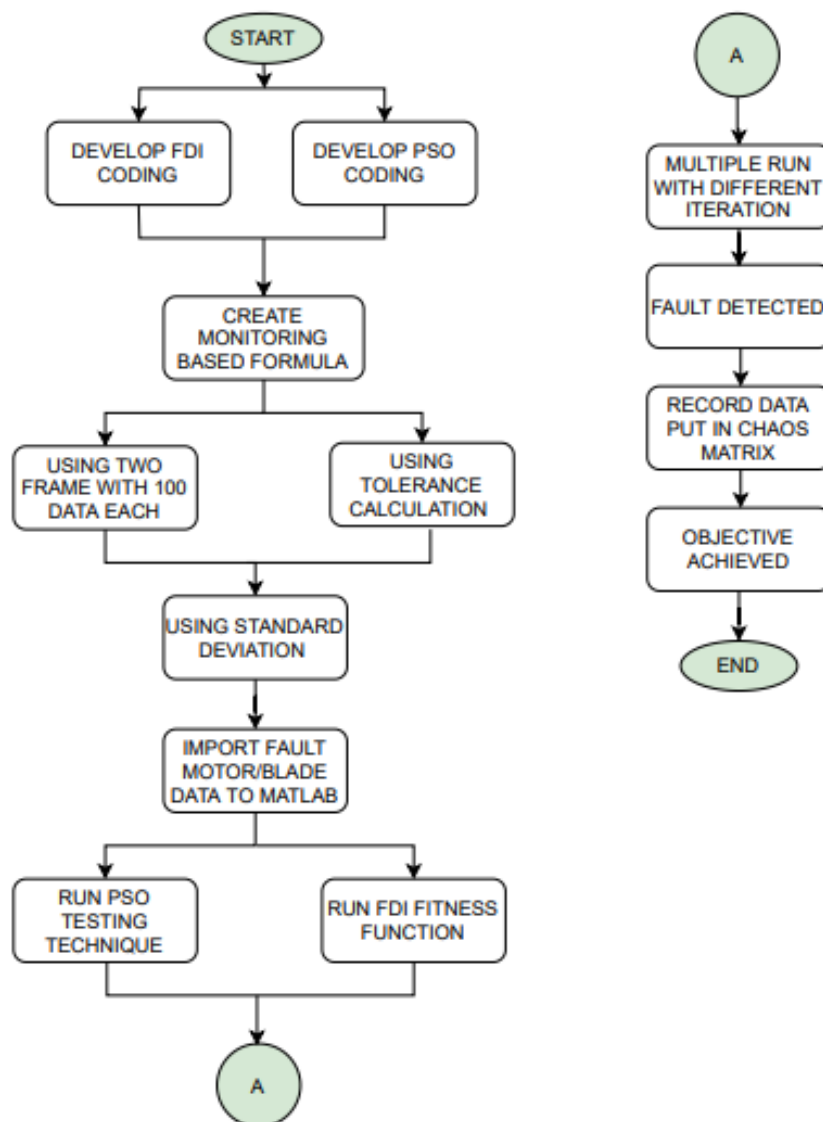 START
DEVELOP FDI
CODING
DEVELOP PSO
CODING
CREATE
MONITORING
BASED FORMULA
USING TWO
FRAME WITH 100
DATA EACH
USING
TOLERANCE
CALCULATION
USING STANDARD
DEVIATION
IMPORT FAULT
MOTOR/BLADE
DATA TO MATLAB
RUN PSO
TESTING
TECHNIQUE
RUN FDI FITNESS
FUNCTION
A
A
MULTIPLE RUN
WITH DIFFERENT
ITERATION
FAULT DETECTED
RECORD DATA
PUT IN CHAOS
MATRIX
OBJECTIVE
ACHIEVED
END